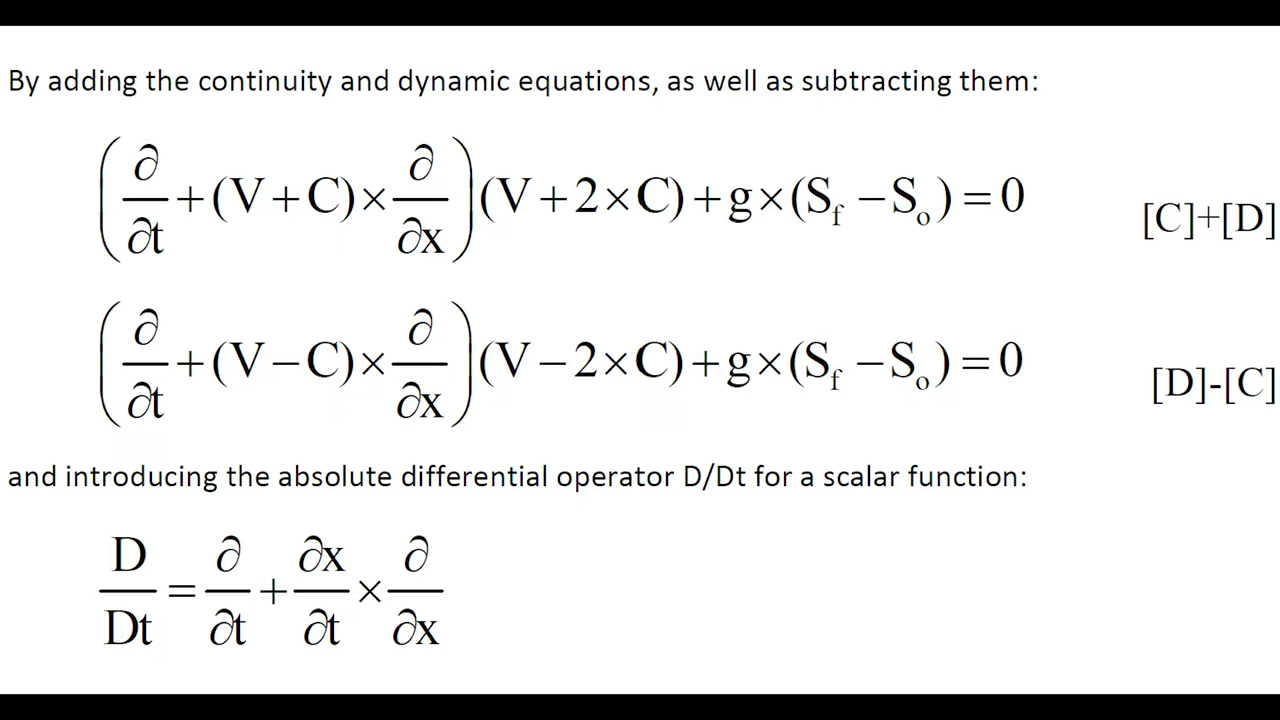 By adding the continuity and dynamic equations, as well as subtracting them:
(∂/∂t + (V + C) × ∂/∂x)(V + 2 × C) + g × (S_f − S_o) = 0 [C]+[D]
(∂/∂t + (V − C) × ∂/∂x)(V − 2 × C) + g × (S_f − S_o) = 0 [D]-[C]
and introducing the absolute differential operator D/Dt for a scalar function:
D/Dt = ∂/∂t + ∂x/∂t × ∂/∂x